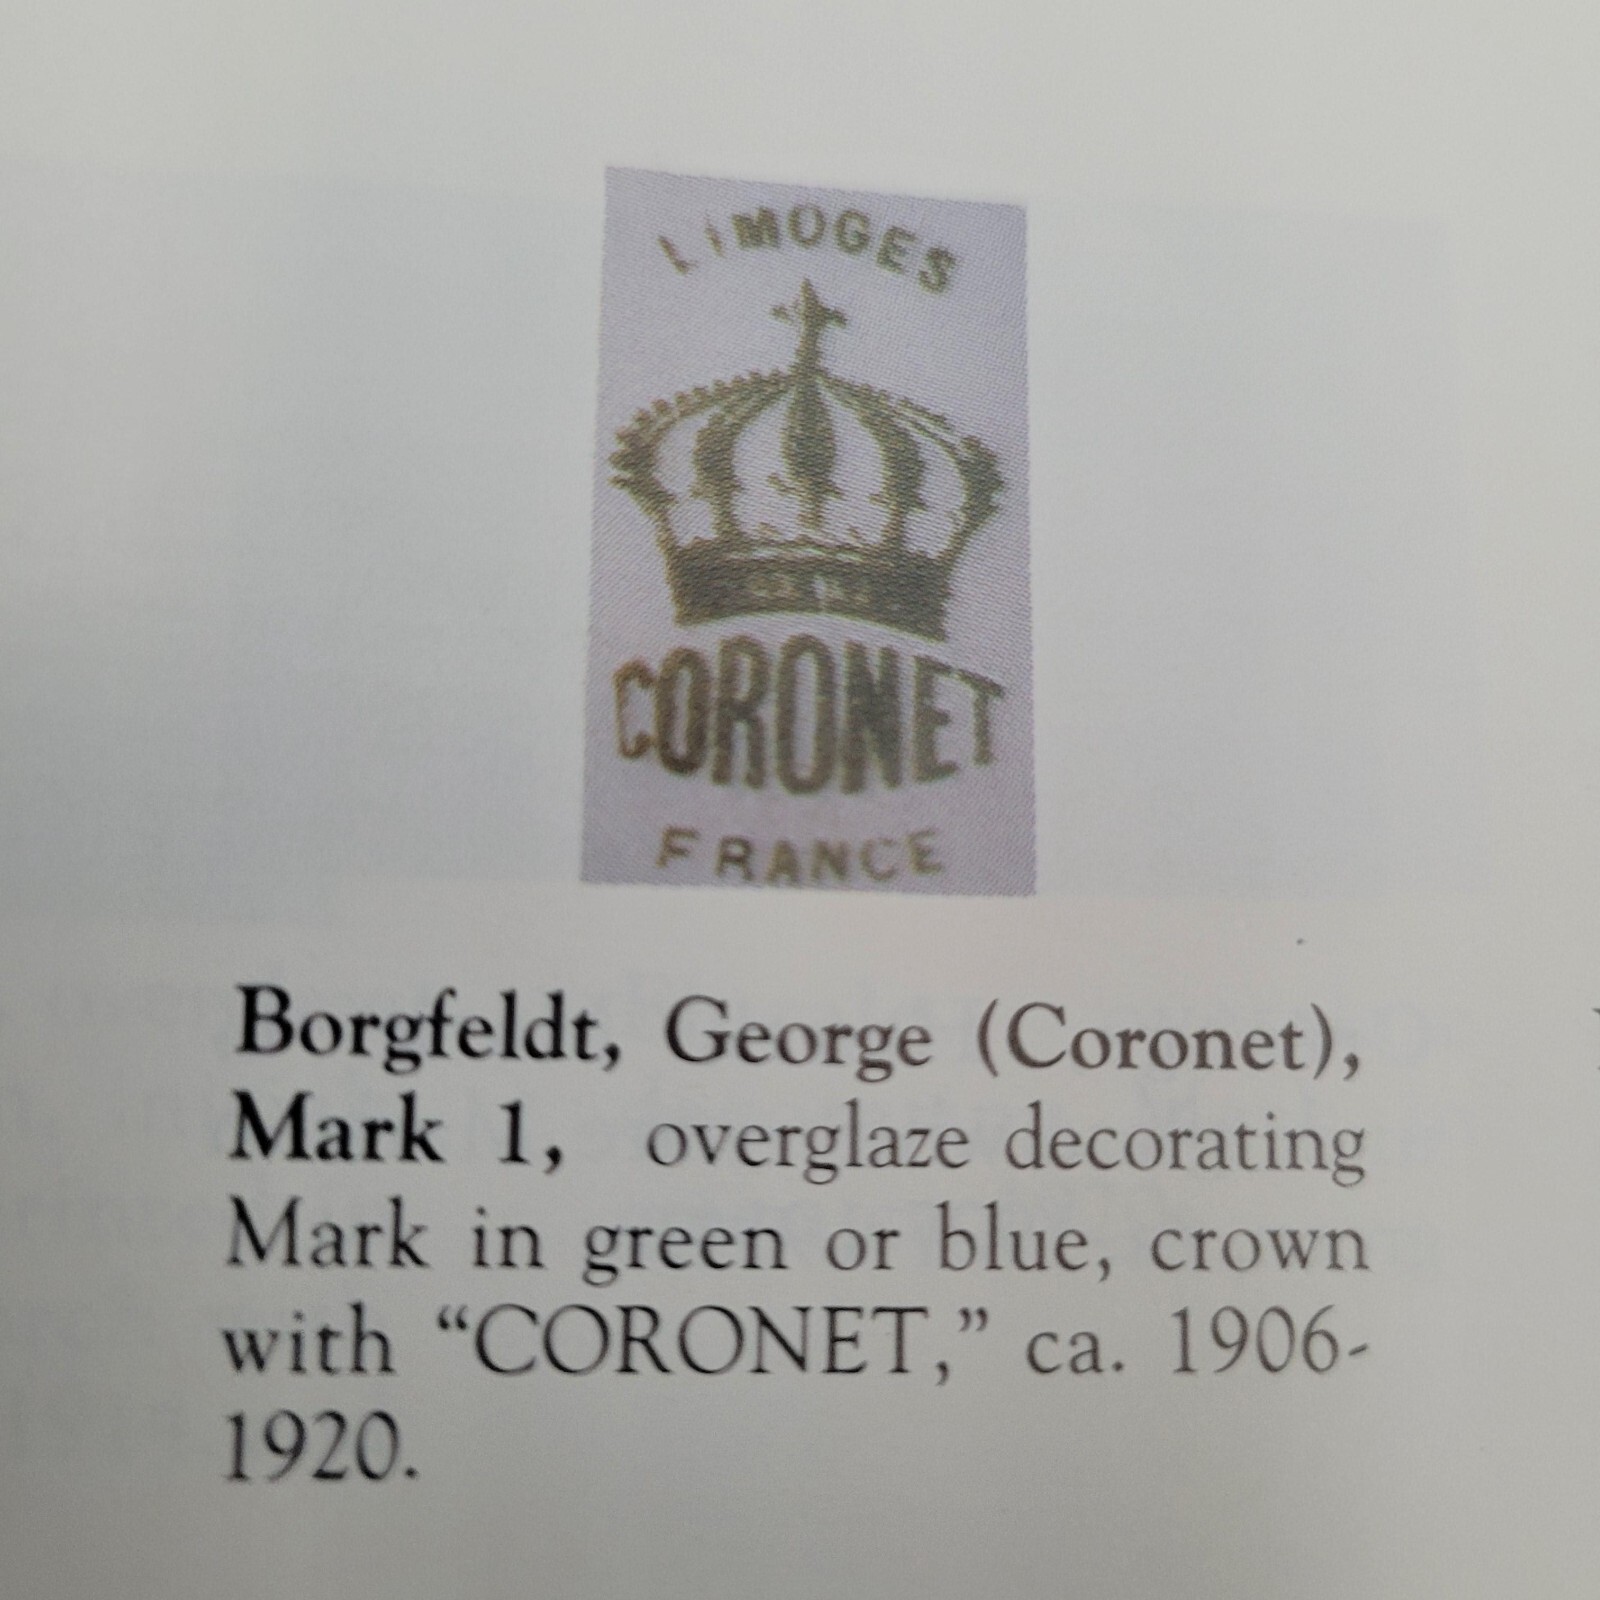 LiMOGES
CORONET
FRANCE
Borgfeldt, George (Coronet),
Mark 1, overglaze decorating
Mark in green or blue, crown
with “CORONET,” ca. 1906-
1920.